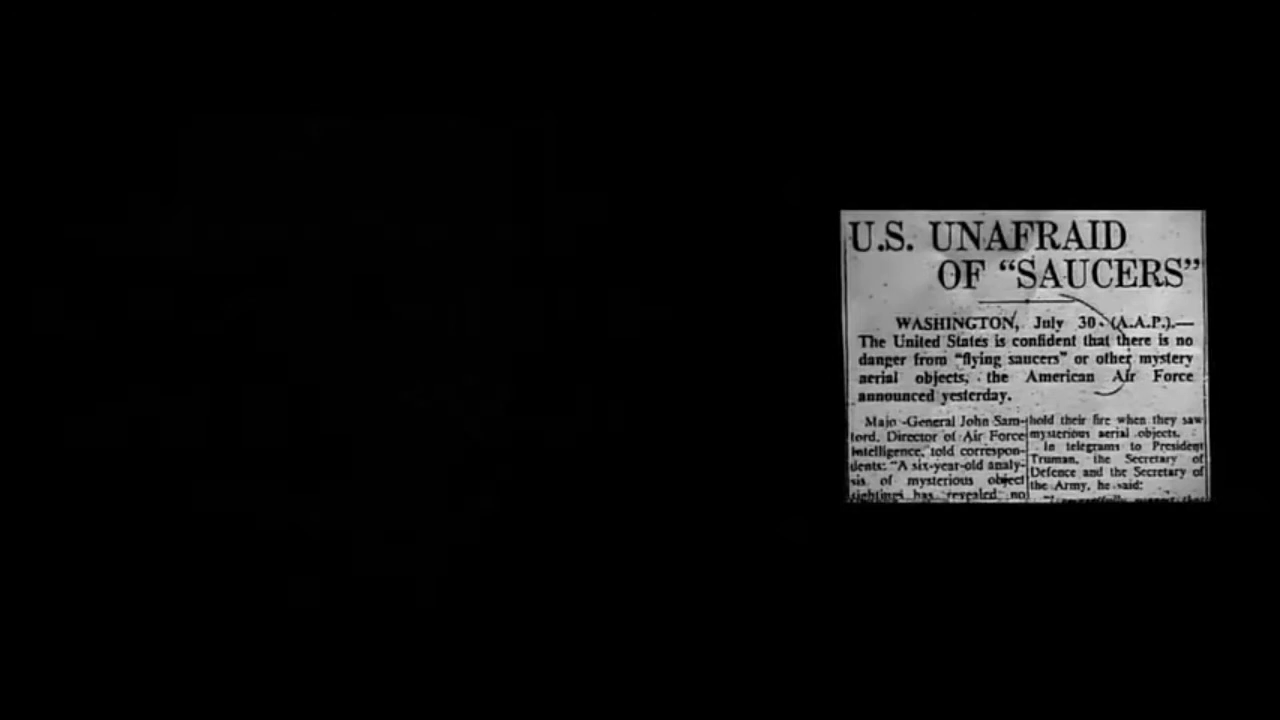 U.S. UNAFRAID
OF “SAUCERS”
WASHINGTON, July 30. (A.A.P.).—
The United States is confident that there is no
danger from “flying saucers” or other mystery
aerial objects, the American Air Force
announced yesterday.
Majo -General John Sam-
ford, Director of Air Force
Intelligence, told correspon-
dents: “A six-year-old analy-
sis of mysterious object
sightings has revealed no
hold their fire when they saw
mysterious aerial objects.
In telegrams to President
Truman, the Secretary of
Defence and the Secretary of
the Army, he said: